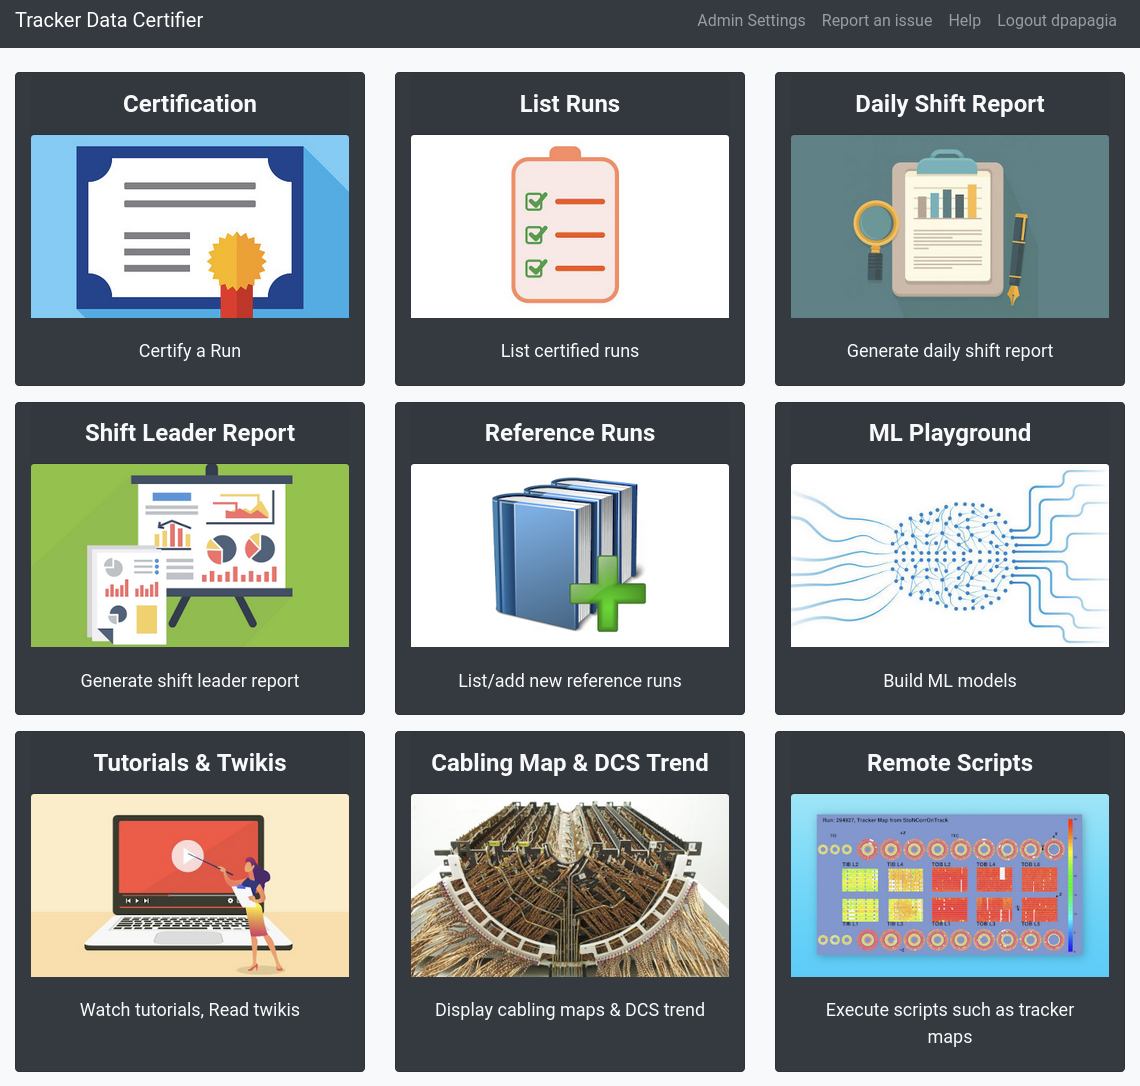 Tracker Data Certifier
Admin Settings Report an issue Help Logout dpapagia
Certification
Certify a Run
List Runs
List certified runs
Daily Shift Report
Generate daily shift report
Shift Leader Report
Generate shift leader report
Reference Runs
List/add new reference runs
ML Playground
Build ML models
Tutorials & Twikis
Watch tutorials, Read twikis
Cabling Map & DCS Trend
Display cabling maps & DCS trend
Remote Scripts
Run: 294927, Tracker Map from StoNCorrOnTrack
TIB L2 TIB L4 TOB L2 TOB L4 TOB L6
TIB L1 TIB L3 TOB L1 TOB L3 TOB L5
Execute scripts such as tracker
maps